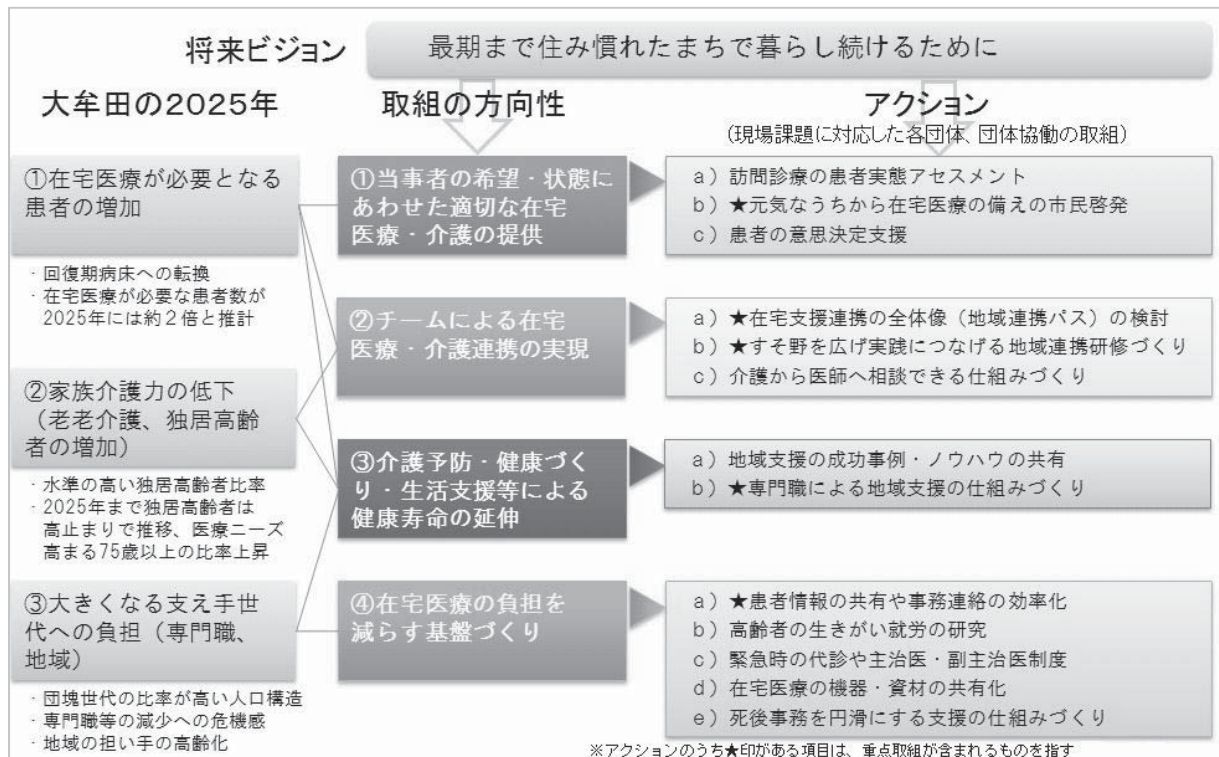 将来ビジョン
最期まで住み慣れたまちで暮らし続けるために
大牟田の2025年
取組の方向性
アクション
(現場課題に対応した各団体、団体協働の取組)
①在宅医療が必要となる
患者の増加
・回復期病床への転換
・在宅医療が必要な患者数が
2025年には約2倍と推計
②家族介護力の低下
(老老介護、独居高齢
者の増加)
・水準の高い独居高齢者比率
・2025年まで独居高齢者は
高止まりで推移、医療ニーズ
高まる75歳以上の比率上昇
③大きくなる支え手世
代への負担(専門職、
地域)
・団塊世代の比率が高い人口構造
・専門職等の減少への危機感
・地域の担い手の高齢化
①当事者の希望・状態に
あわせた適切な在宅
医療・介護の提供
②チームによる在宅
医療・介護連携の実現
③介護予防・健康づく
り・生活支援等による
健康寿命の延伸
④在宅医療の負担を
減らす基盤づくり
a)訪問診療の患者実態アセスメント
b)★元気なうちから在宅医療の備えの市民啓発
c)患者の意思決定支援
a)★在宅支援連携の全体像(地域連携パス)の検討
b)★すそ野を広げ実践につなげる地域連携研修づくり
c)介護から医師へ相談できる仕組みづくり
a)地域支援の成功事例・ノウハウの共有
b)★専門職による地域支援の仕組みづくり
a)★患者情報の共有や事務連絡の効率化
b)高齢者の生きがい就労の研究
c)緊急時の代診や主治医・副主治医制度
d)在宅医療の機器・資材の共有化
e)死後事務を円滑にする支援の仕組みづくり
※アクションのうち★印がある項目は、重点取組が含まれるものを指す